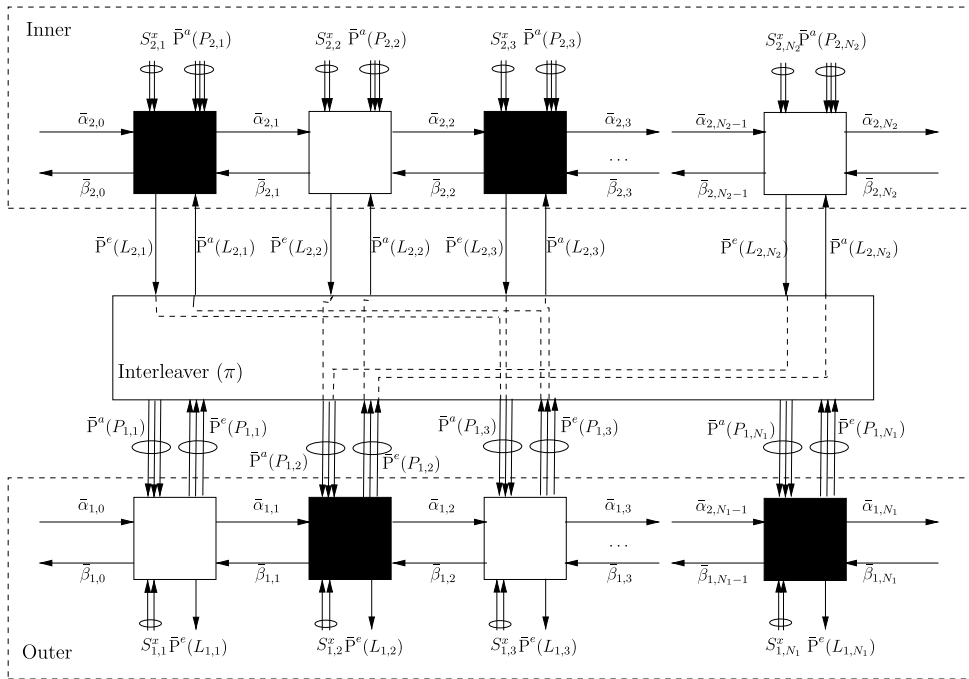 Inner
S^x_{2,1} P̄^a(P_{2,1}) S^x_{2,2} P̄^a(P_{2,2}) S^x_{2,3} P̄^a(P_{2,3}) S^x_{2,N_2} P̄^a(P_{2,N_2})
ᾱ_{2,0} ᾱ_{2,1} ᾱ_{2,2} ᾱ_{2,3} ᾱ_{2,N_2−1} ᾱ_{2,N_2}
...
β̄_{2,0} β̄_{2,1} β̄_{2,2} β̄_{2,3} β̄_{2,N_2−1} β̄_{2,N_2}
P̄^e(L_{2,1}) P̄^a(L_{2,1}) P̄^e(L_{2,2}) P̄^a(L_{2,2}) P̄^e(L_{2,3}) P̄^a(L_{2,3}) P̄^e(L_{2,N_2}) P̄^a(L_{2,N_2})
Interleaver (π)
P̄^a(P_{1,1}) P̄^e(P_{1,1}) P̄^a(P_{1,2}) P̄^e(P_{1,2}) P̄^a(P_{1,3}) P̄^e(P_{1,3}) P̄^a(P_{1,N_1}) P̄^e(P_{1,N_1})
ᾱ_{1,0} ᾱ_{1,1} ᾱ_{1,2} ᾱ_{1,3} ᾱ_{2,N_1−1} ᾱ_{1,N_1}
...
β̄_{1,0} β̄_{1,1} β̄_{1,2} β̄_{1,3} β̄_{1,N_1−1} β̄_{1,N_1}
S^x_{1,1} P̄^e(L_{1,1}) S^x_{1,2} P̄^e(L_{1,2}) S^x_{1,3} P̄^e(L_{1,3}) S^x_{1,N_1} P̄^e(L_{1,N_1})
Outer